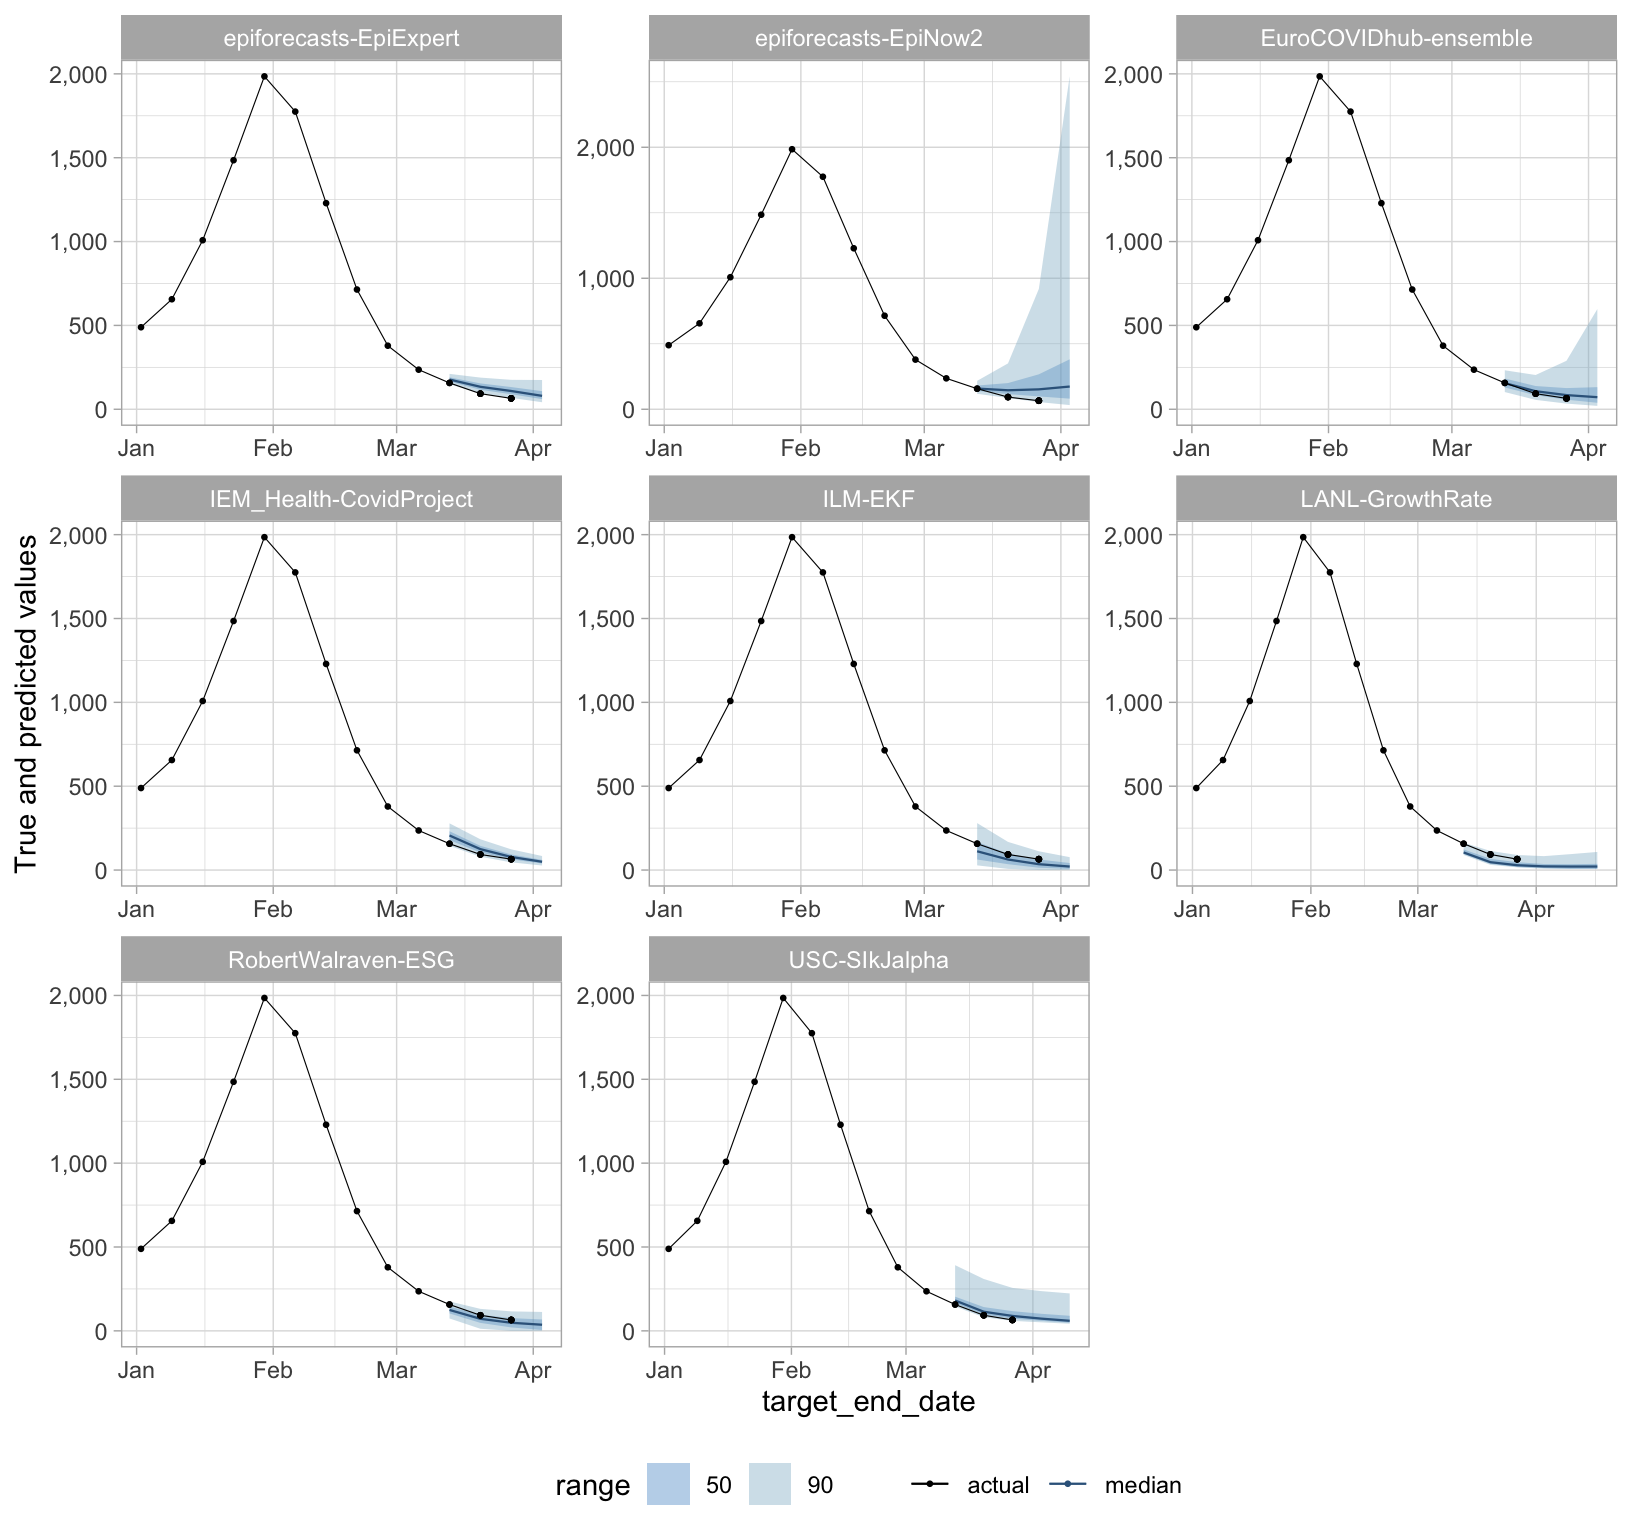 epiforecasts-EpiExpert
epiforecasts-EpiNow2
EuroCOVIDhub-ensemble
2,000
1,500
1,000
500
0
2,000
1,000
0
2,000
1,500
1,000
500
0
Jan Feb Mar Apr
Jan Feb Mar Apr
Jan Feb Mar Apr
IEM_Health-CovidProject
ILM-EKF
LANL-GrowthRate
2,000
1,500
1,000
500
0
2,000
1,500
1,000
500
0
2,000
1,500
1,000
500
0
Jan Feb Mar Apr
Jan Feb Mar Apr
Jan Feb Mar Apr
RobertWalraven-ESG
USC-SIkJalpha
2,000
1,500
1,000
500
0
2,000
1,500
1,000
500
0
Jan Feb Mar Apr
Jan Feb Mar Apr
True and predicted values
target_end_date
range 50 90 actual median